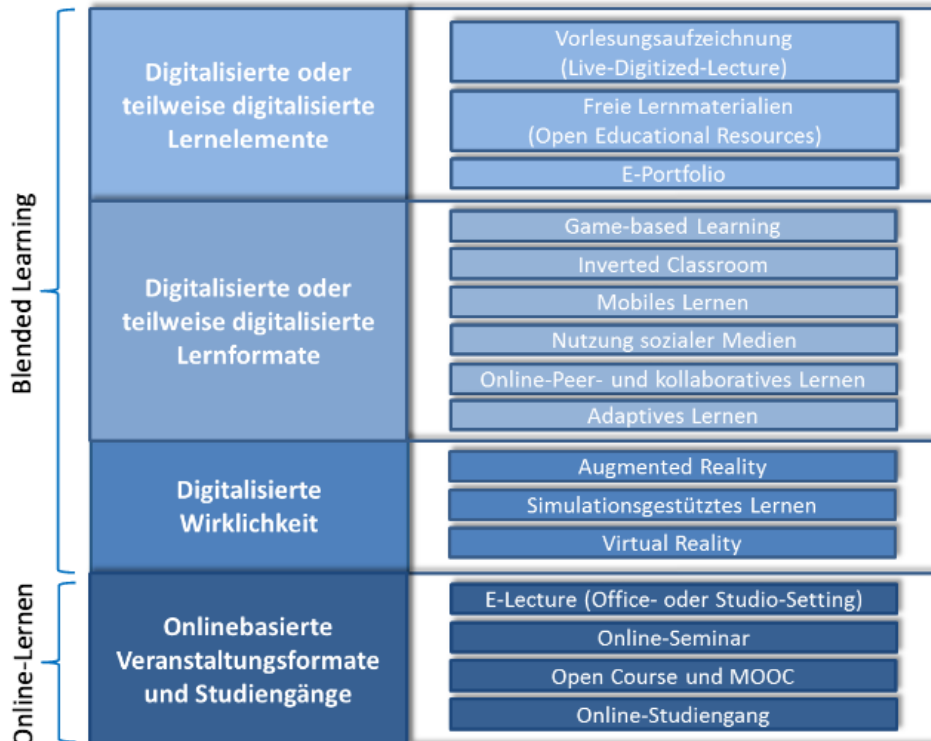 Blended Learning
Digitalisierte oder
teilweise digitalisierte
Lernelemente
Vorlesungsaufzeichnung
(Live-Digitized-Lecture)
Freie Lernmaterialien
(Open Educational Resources)
E-Portfolio
Digitalisierte oder
teilweise digitalisierte
Lernformate
Game-based Learning
Inverted Classroom
Mobiles Lernen
Nutzung sozialer Medien
Online-Peer- und kollaboratives Lernen
Adaptives Lernen
Digitalisierte
Wirklichkeit
Augmented Reality
Simulationsgestütztes Lernen
Virtual Reality
Online-Lernen
Onlinebasierte
Veranstaltungsformate
und Studiengänge
E-Lecture (Office- oder Studio-Setting)
Online-Seminar
Open Course und MOOC
Online-Studiengang